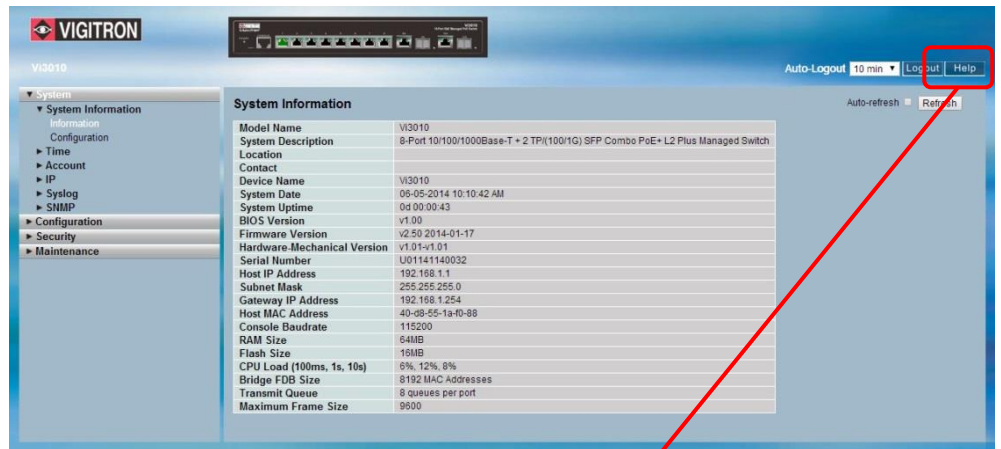 VIGITRON
Vi3010
Auto-Logout 10 min Logout Help
▼ System
▼ System Information
Information
Configuration
► Time
► Account
► IP
► Syslog
► SNMP
► Configuration
► Security
► Maintenance
System Information
Auto-refresh Refresh
Model Name VI3010
System Description 8-Port 10/100/1000Base-T + 2 TP/(100/1G) SFP Combo PoE+ L2 Plus Managed Switch
Location
Contact
Device Name VI3010
System Date 06-05-2014 10:10:42 AM
System Uptime 0d 00:00:43
BIOS Version v1.00
Firmware Version v2.50 2014-01-17
Hardware-Mechanical Version v1.01-v1.01
Serial Number U01141140032
Host IP Address 192.168.1.1
Subnet Mask 255.255.255.0
Gateway IP Address 192.168.1.254
Host MAC Address 40-d8-55-1a-f0-88
Console Baudrate 115200
RAM Size 64MB
Flash Size 16MB
CPU Load (100ms, 1s, 10s) 6%, 12%, 8%
Bridge FDB Size 8192 MAC Addresses
Transmit Queue 8 queues per port
Maximum Frame Size 9600